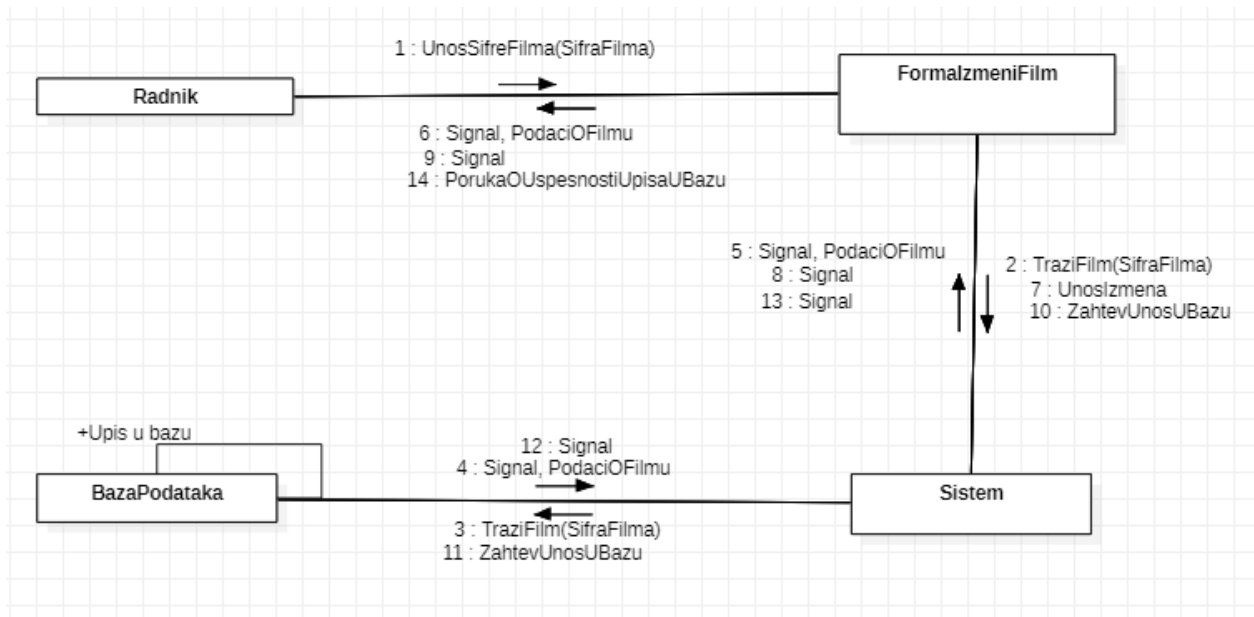 1 : UnosSifreFilma(SifraFilma)
Radnik
FormaIzmeniFilm
6 : Signal, PodaciOFilmu
9 : Signal
14 : PorukaOUspesnostiUpisaUBazu
5 : Signal, PodaciOFilmu
8 : Signal
13 : Signal
2 : TraziFilm(SifraFilma)
7 : UnosIzmena
10 : ZahtevUnosUBazu
+Upis u bazu
BazaPodataka
12 : Signal
4 : Signal, PodaciOFilmu
3 : TraziFilm(SifraFilma)
11 : ZahtevUnosUBazu
Sistem